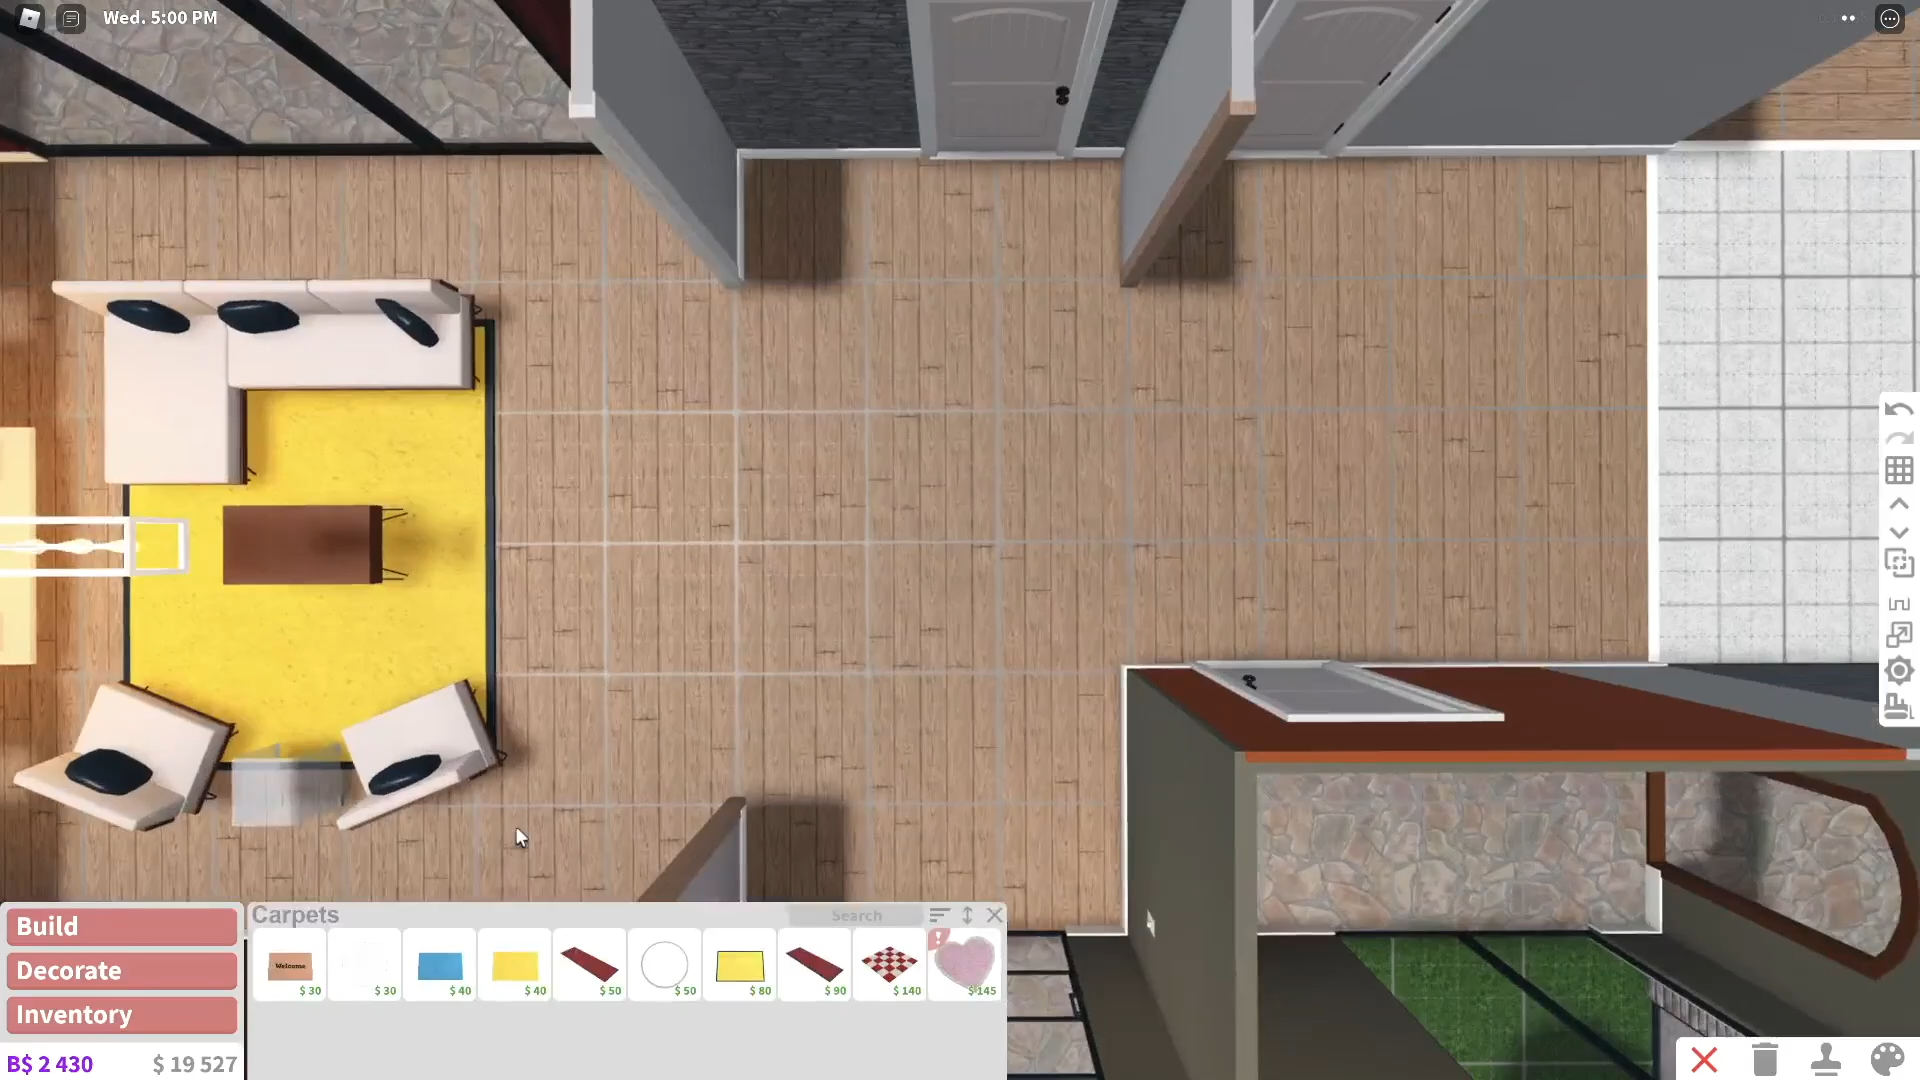 Wed. 5:00 PM
Build
Decorate
Inventory
B$ 2 430
$ 19 527
Carpets
Search
Welcome
$ 30
$ 30
$ 40
$ 40
$ 50
$ 50
$ 80
$ 90
$ 140
$ 145